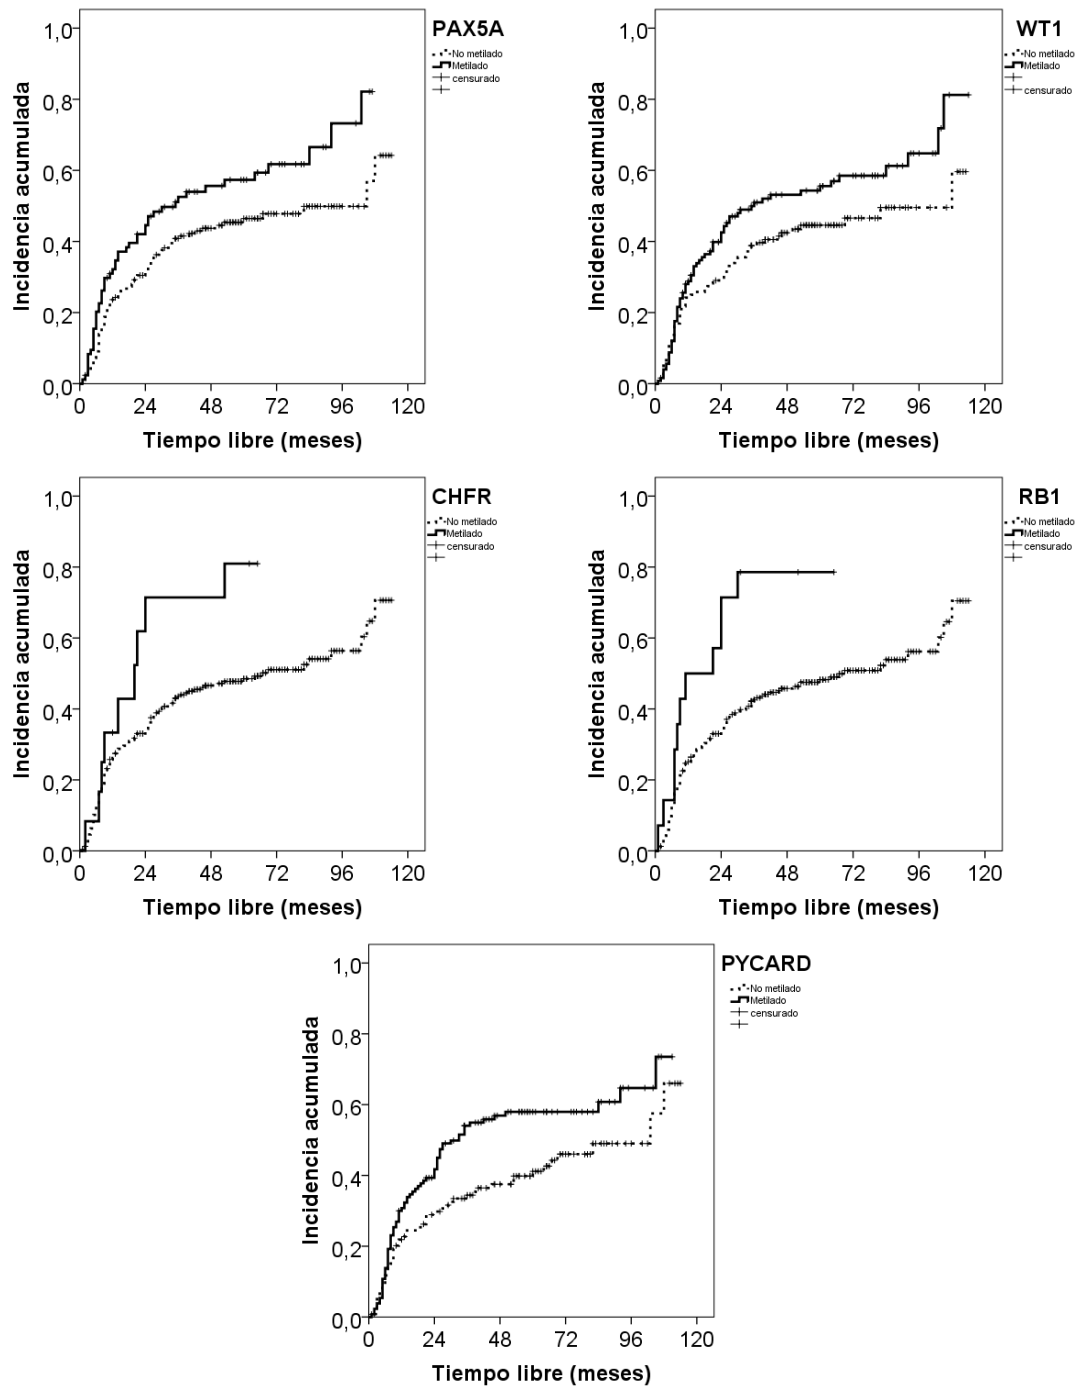 PAX5A
No metilado
Metilado
censurado
1,0
0,8
0,6
0,4
0,2
0,0
Incidencia acumulada
0 24 48 72 96 120
Tiempo libre (meses)
WT1
No metilado
Metilado
censurado
1,0
0,8
0,6
0,4
0,2
0,0
Incidencia acumulada
0 24 48 72 96 120
Tiempo libre (meses)
CHFR
No metilado
Metilado
censurado
1,0
0,8
0,6
0,4
0,2
0,0
Incidencia acumulada
0 24 48 72 96 120
Tiempo libre (meses)
RB1
No metilado
Metilado
censurado
1,0
0,8
0,6
0,4
0,2
0,0
Incidencia acumulada
0 24 48 72 96 120
Tiempo libre (meses)
PYCARD
No metilado
Metilado
censurado
1,0
0,8
0,6
0,4
0,2
0,0
Incidencia acumulada
0 24 48 72 96 120
Tiempo libre (meses)